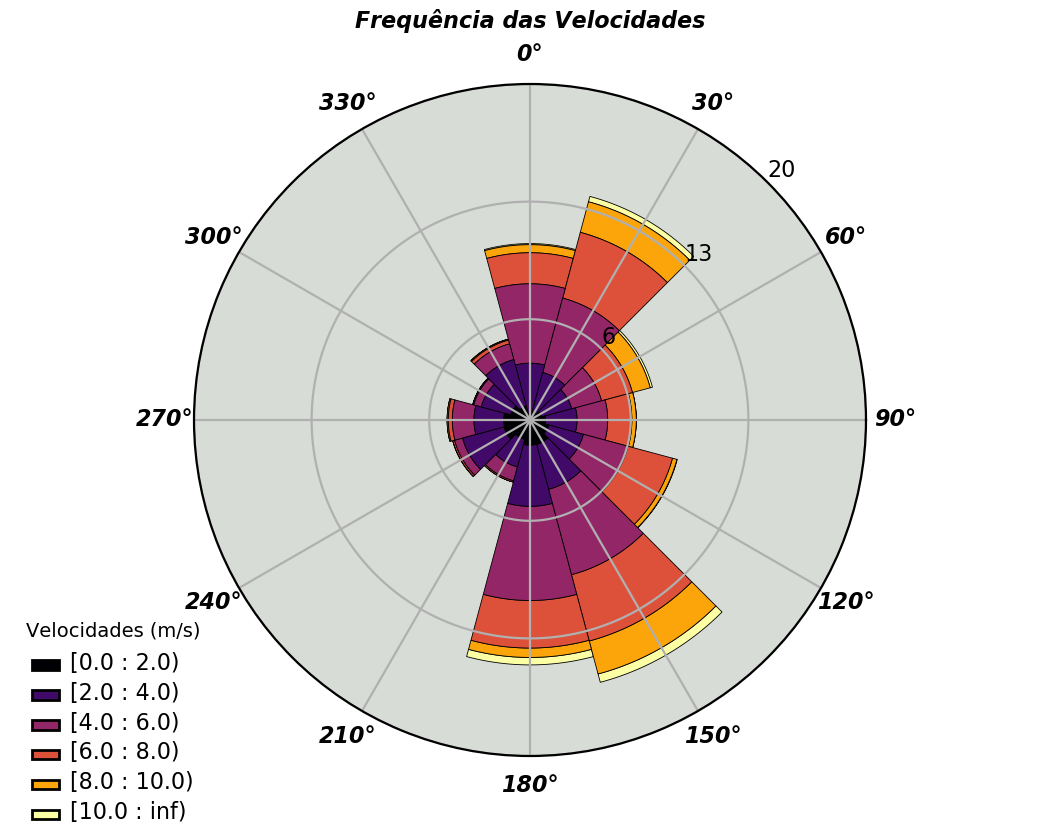 Frequência das Velocidades
0°
330°
30°
20
300°
60°
13
6
270°
90°
240°
120°
210°
150°
180°
Velocidades (m/s)
[0.0 : 2.0)
[2.0 : 4.0)
[4.0 : 6.0)
[6.0 : 8.0)
[8.0 : 10.0)
[10.0 : inf)